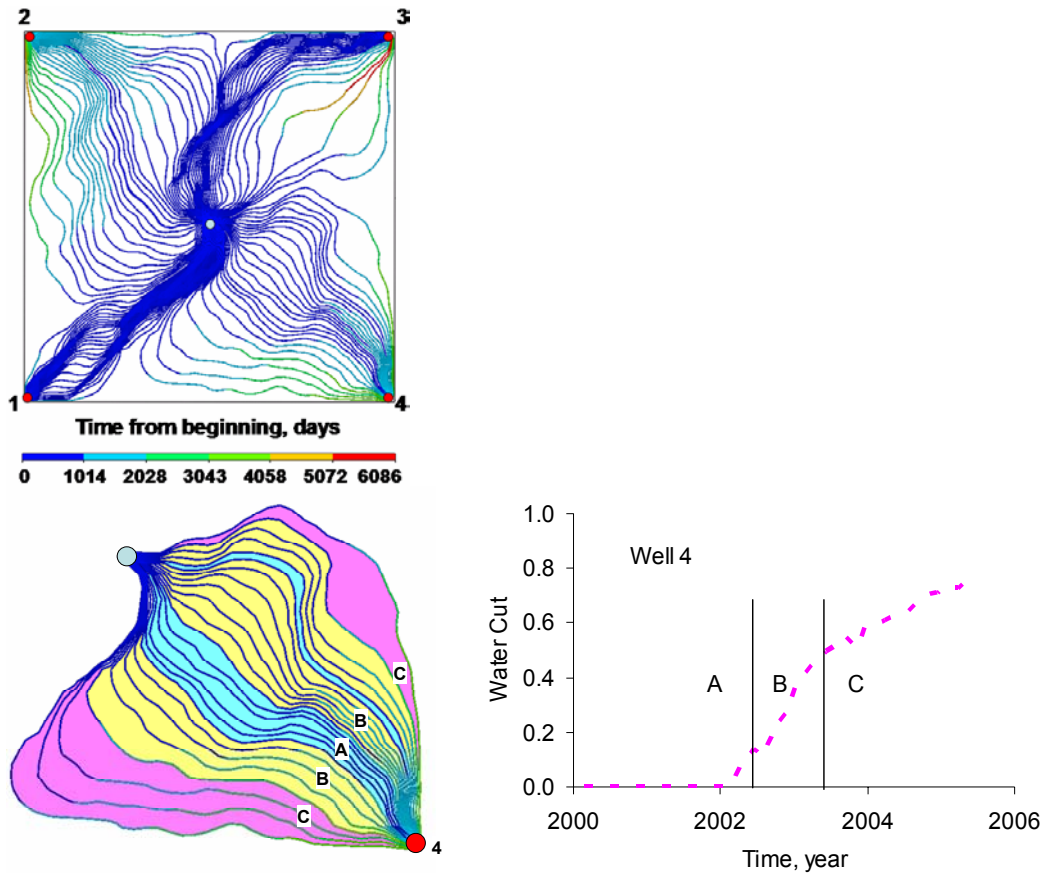 2 3
1 4
Time from beginning, days
0 1014 2028 3043 4058 5072 6086
C
B
A
B
C
4
1.0
0.8
0.6
0.4
0.2
0.0
Water Cut
Well 4
A B C
2000 2002 2004 2006
Time, year